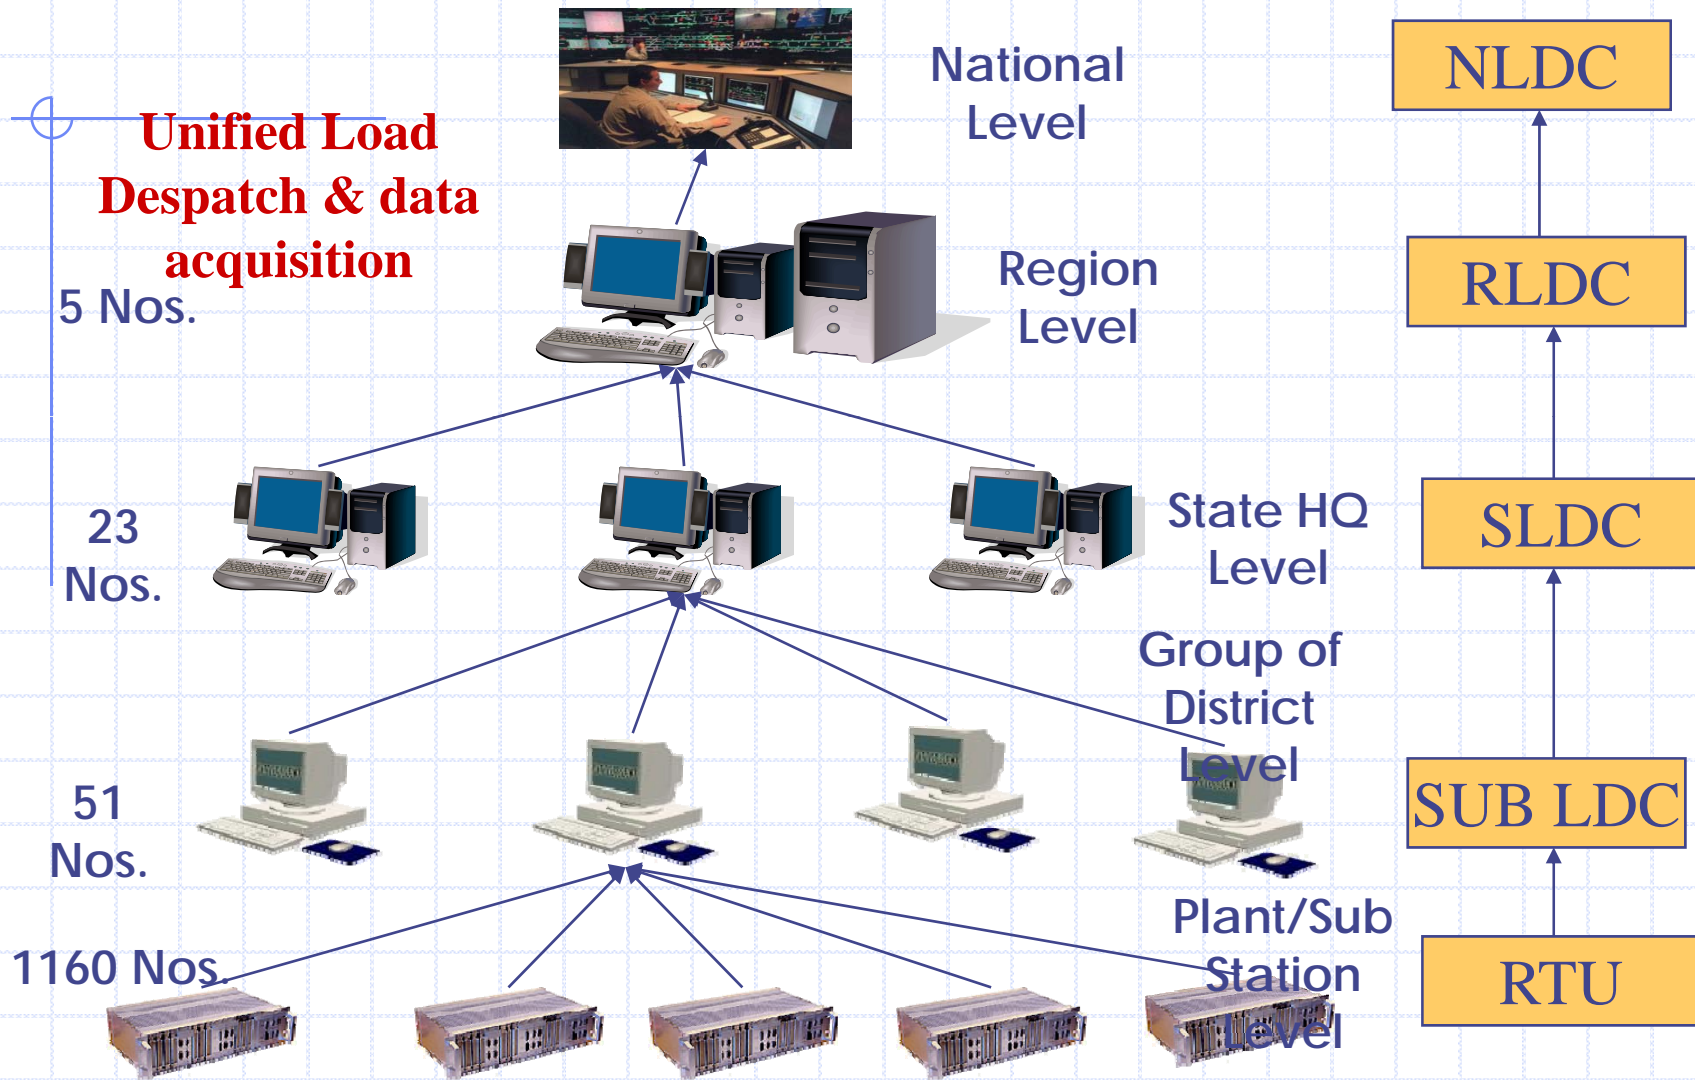 Unified Load
Despatch & data
acquisition
National
Level
NLDC
5 Nos.
Region
Level
RLDC
23
Nos.
State HQ
Level
SLDC
51
Nos.
Group of
District
Level
SUB LDC
1160 Nos.
Plant/Sub
Station
Level
RTU